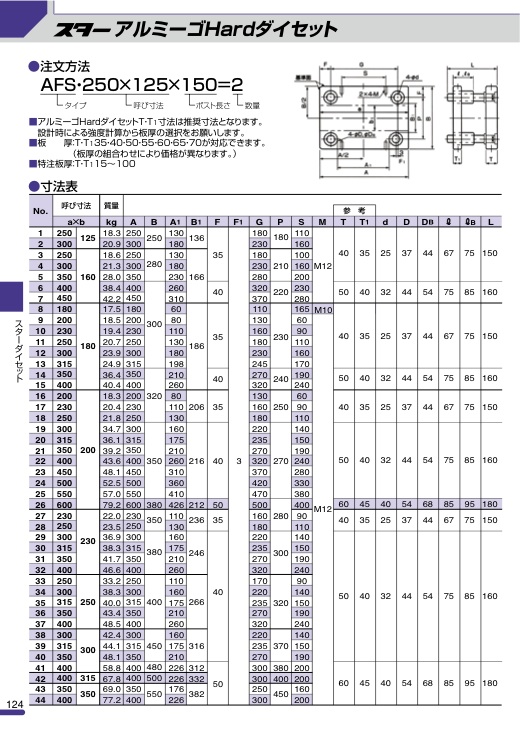 スター アルミーゴHardダイセット
●注文方法
AFS・250×125×150=2
タイプ 呼び寸法 ポスト長さ 数量
■アルミーゴHardダイセットT・T1寸法は推奨寸法となります。
設計時による強度計算から板厚の選択をお願いします。
■板　厚:T・T1 35・40・50・55・60・65・70が対応できます。
(板厚の組合わせにより価格が異なります。)
■特注板厚:T・T1 15～100
●寸法表
No. 呼び寸法 質量 参考
a×b kg A B A1 B1 F F1 G P S M T T1 d D DB ℓ ℓB L
1 250 125 18.3 250 250 130 136 35 3 180 180 110 M12 40 35 25 37 44 67 75 150
2 300 20.9 300 180 230 160
3 250 160 18.6 250 280 130 166 180 210 100
4 300 21.3 300 180 230 160
5 350 28.0 350 230 280 200
6 400 38.4 400 260 40 320 220 230 50 40 32 44 54 75 85 160
7 450 42.2 450 310 370 280
8 180 180 17.5 180 300 60 186 35 110 230 165 M10 40 35 25 37 44 67 75 150
9 200 18.5 200 80 130 60 M12
10 230 19.4 230 110 160 90
11 250 20.7 250 130 180 110
12 300 23.9 300 180 230 160
13 315 24.9 315 198 245 170
14 350 36.4 350 210 40 270 240 190 50 40 32 44 54 75 85 160
15 400 40.4 400 260 320 240
16 200 200 18.3 200 320 80 206 35 130 250 60 40 35 25 37 44 67 75 150
17 230 20.4 230 110 160 90
18 250 21.8 250 130 180 110
19 300 34.7 300 350 160 216 40 220 270 140 50 40 32 44 54 75 85 160
20 315 36.1 315 175 235 150
21 350 39.2 350 210 270 190
22 400 43.6 400 260 320 240
23 450 48.1 450 310 370 280
24 500 52.5 500 360 420 330
25 550 57.0 550 410 470 380
26 600 79.2 600 380 426 212 50 500 280 400 60 45 40 54 68 85 95 180
27 230 230 22.0 230 350 110 236 35 160 90 40 35 25 37 44 67 75 150
28 250 23.5 250 130 180 110
29 300 36.9 300 380 160 246 40 220 300 140 50 40 32 44 54 75 85 160
30 315 38.3 315 175 235 150
31 350 41.7 350 210 270 190
32 400 46.6 400 260 320 240
33 250 250 33.2 250 400 110 266 170 320 90
34 300 38.3 300 160 220 140
35 315 40.0 315 175 235 150
36 350 43.4 350 210 270 190
37 400 48.5 400 260 320 240
38 300 300 42.4 300 450 160 316 220 370 140
39 315 44.1 315 175 235 150
40 350 48.1 350 210 270 190
41 400 58.8 400 480 226 312 50 300 380 200 60 45 40 54 68 85 95 180
42 400 315 67.8 400 500 226 332 300 400 200
43 350 350 69.0 350 550 176 382 250 450 160
44 400 77.2 400 226 300 200
スターダイセット
124